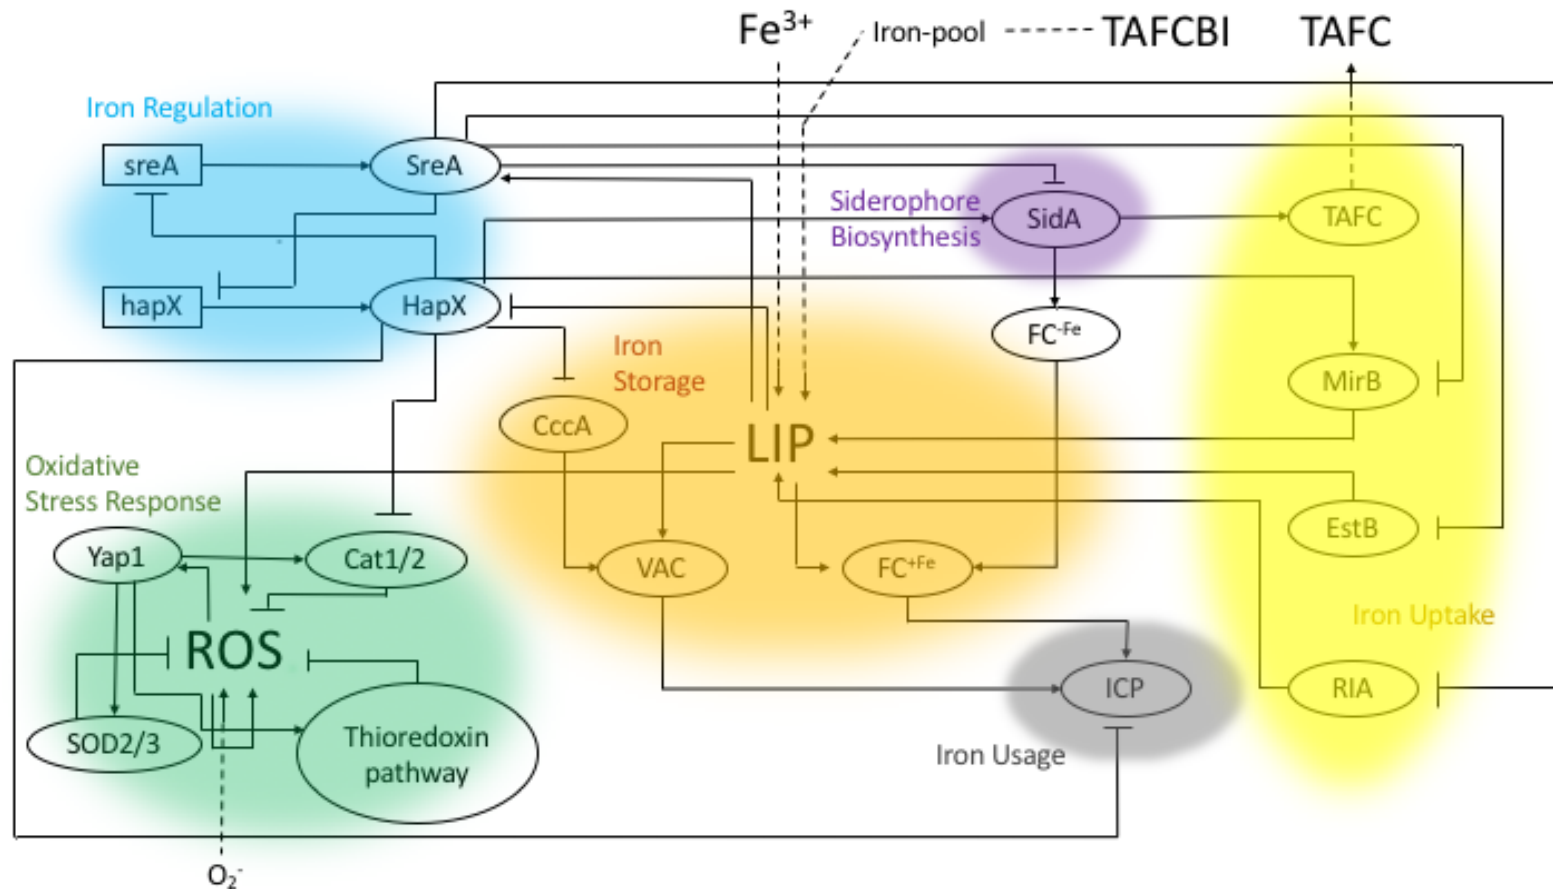 Fe³⁺
Iron-pool
TAFCBI
TAFC
Iron Regulation
sreA
SreA
Siderophore
Biosynthesis
SidA
TAFC
hapX
HapX
FC⁻ᶠᵉ
Iron
Storage
MirB
CccA
LIP
Oxidative
Stress Response
EstB
Yap1
Cat1/2
VAC
FC⁺ᶠᵉ
Iron Uptake
ROS
ICP
RIA
SOD2/3
Thioredoxin
pathway
Iron Usage
O₂⁻